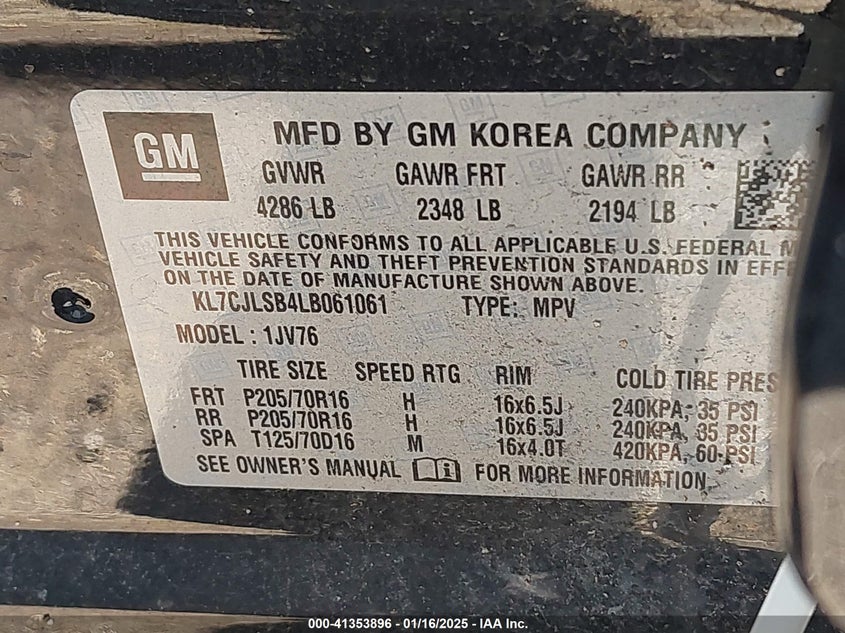 GM
MFD BY GM KOREA COMPANY
GVWR GAWR FRT GAWR RR
4286 LB 2348 LB 2194 LB
THIS VEHICLE CONFORMS TO ALL APPLICABLE U.S. FEDERAL
VEHICLE SAFETY AND THEFT PREVENTION STANDARDS IN
ON THE DATE OF MANUFACTURE SHOWN ABOVE.
KL7CJLSB4LB061061 TYPE: MPV
MODEL: 1JV76
TIRE SIZE SPEED RTG RIM COLD TIRE PRES
FRT P205/70R16 H 16x6.5J 240KPA, 35 PSI
RR P205/70R16 H 16x6.5J 240KPA, 35 PSI
SPA T125/70D16 M 16x4.0T 420KPA, 60 PSI
SEE OWNER'S MANUAL FOR MORE INFORMATION.
000-41353896 - 01/16/2025 - IAA Inc.